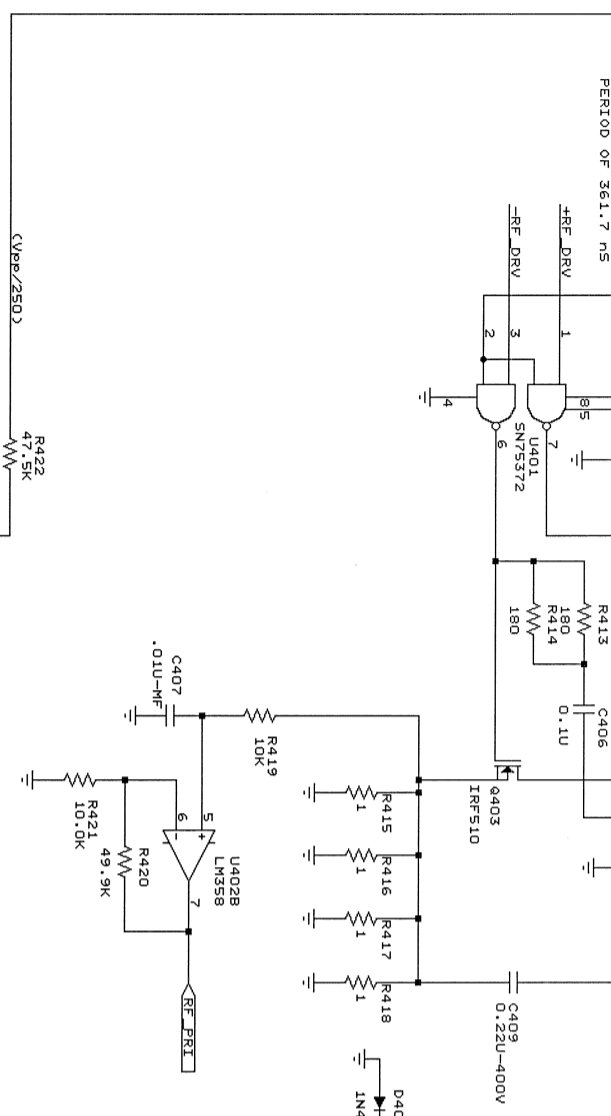 PERIOD OF 361.7 nS
+RF_DRV
-RF_DRV
1
3
2
8
5
4
7
6
U401
SN75372
R413
180
R414
180
C406
0.1U
Q403
IRF510
(Vpp/250)
R422
47.5K
C407
.01U-MF
R419
10K
R415
1
R416
1
R417
1
R418
1
C409
0.22U-400V
R421
10.0K
R420
49.9K
5
6
+
-
7
U402B
LM358
RF_PRI